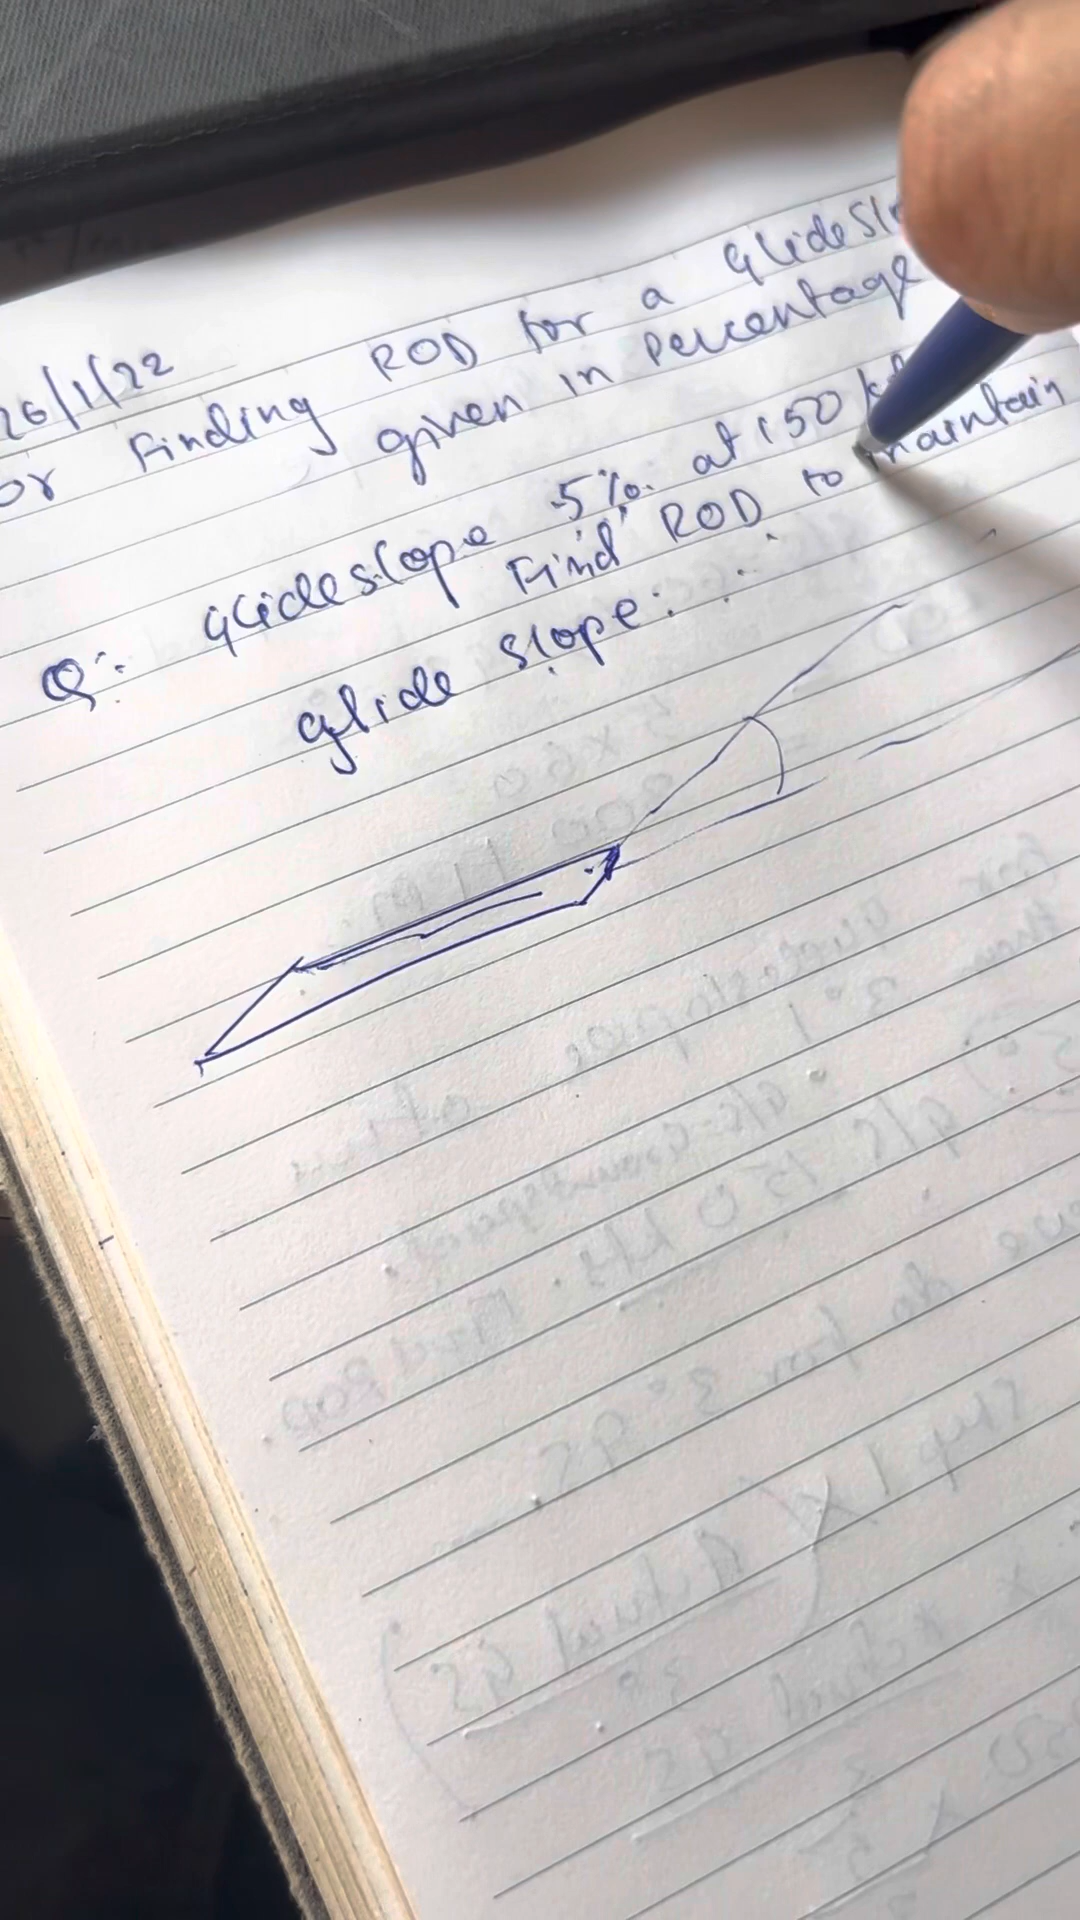 26/1/22
or Finding ROD for a GlideSl
given in percentage
Q:. Glideslope 5%. at 150 k
Find ROD to maintain
glide slope: